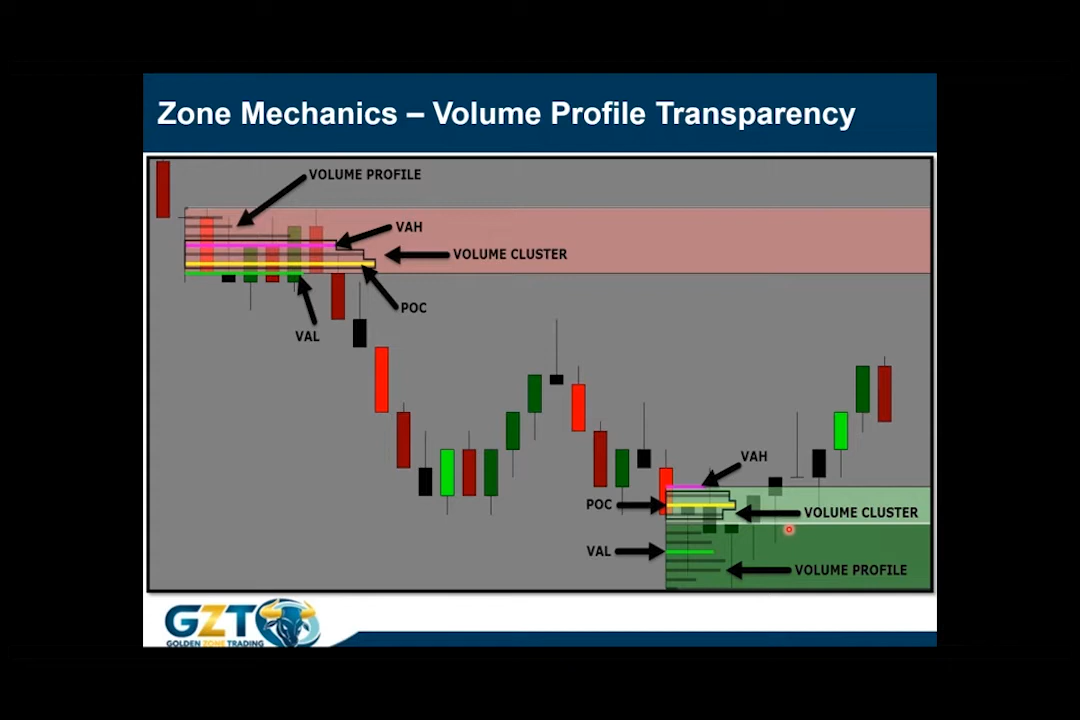 Zone Mechanics – Volume Profile Transparency
VOLUME PROFILE
VAH
VOLUME CLUSTER
POC
VAL
VAH
POC
VOLUME CLUSTER
VAL
VOLUME PROFILE
GZT
GOLDEN ZONE TRADING